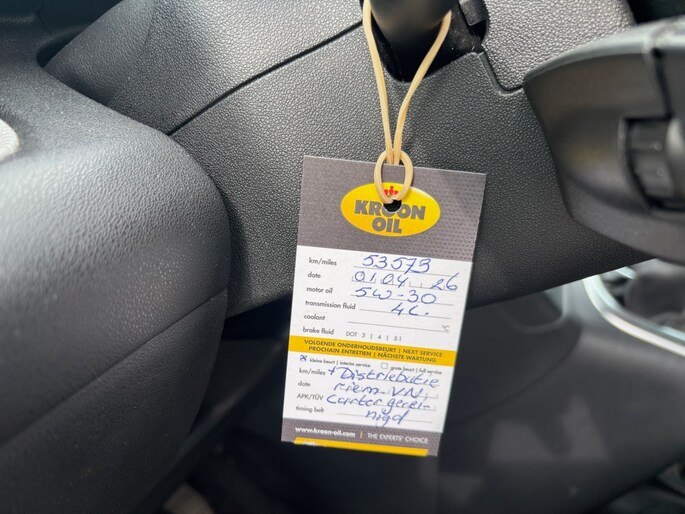 KROON
OIL
km/miles 53573
date 01.04.26
motor oil 5W-30
transmission fluid 4L.
coolant °C
brake fluid DOT 3 | 4 | 5.1
VOLGENDE ONDERHOUDSBEURT | NEXT SERVICE
PROCHAIN ENTRETIEN | NÄCHSTE WARTUNG
kleine beurt | interim service grote beurt | full service
km/miles + Distriebutie
date riem VN
APK/TÜV Carter gerei-
timing belt nigd
www.kroon-oil.com | THE EXPERTS' CHOICE